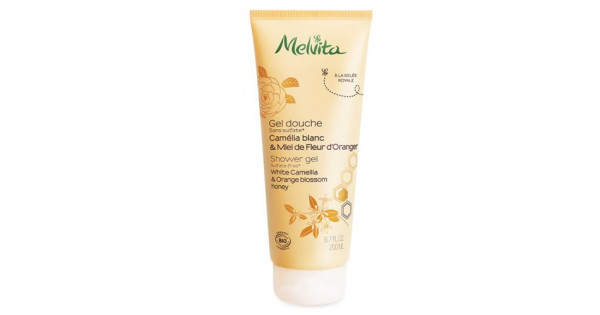 Melvita
À LA GELÉE
ROYALE
Gel douche
Sans sulfate*
Camélia blanc
& Miel de Fleur d'Oranger
Shower gel
Sulfate-free*
White Camellia
& Orange blossom
honey
BIO
6.7 FL.OZ
200 ML